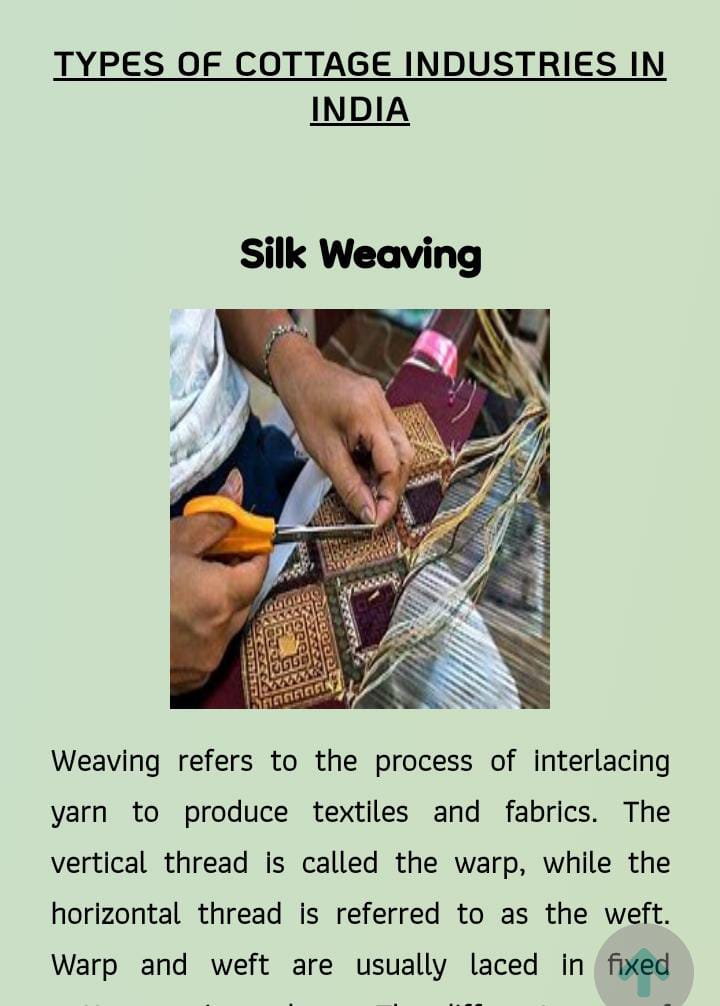 TYPES OF COTTAGE INDUSTRIES IN
INDIA
Silk Weaving
Weaving refers to the process of interlacing
yarn to produce textiles and fabrics. The
vertical thread is called the warp, while the
horizontal thread is referred to as the weft.
Warp and weft are usually laced in fixed